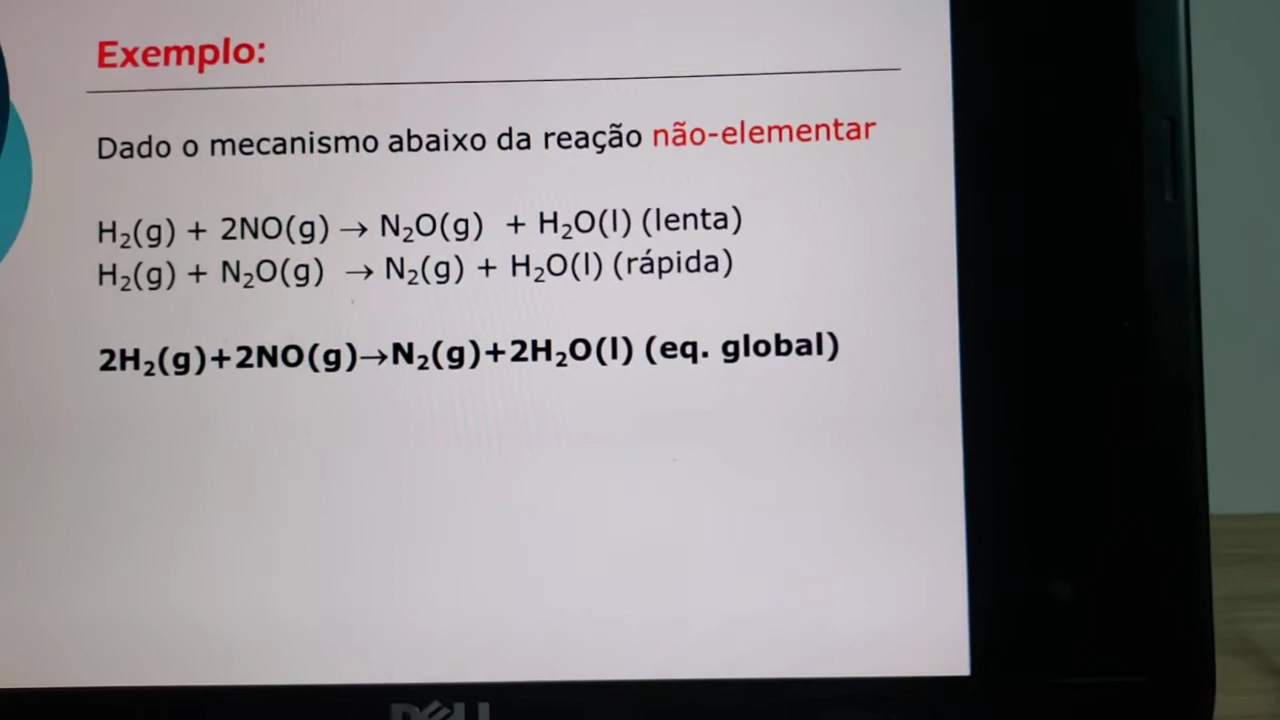 Exemplo:
Dado o mecanismo abaixo da reação não-elementar
H₂(g) + 2NO(g) → N₂O(g) + H₂O(l) (lenta)
H₂(g) + N₂O(g) → N₂(g) + H₂O(l) (rápida)
2H₂(g)+2NO(g)→N₂(g)+2H₂O(l) (eq. global)
DELL